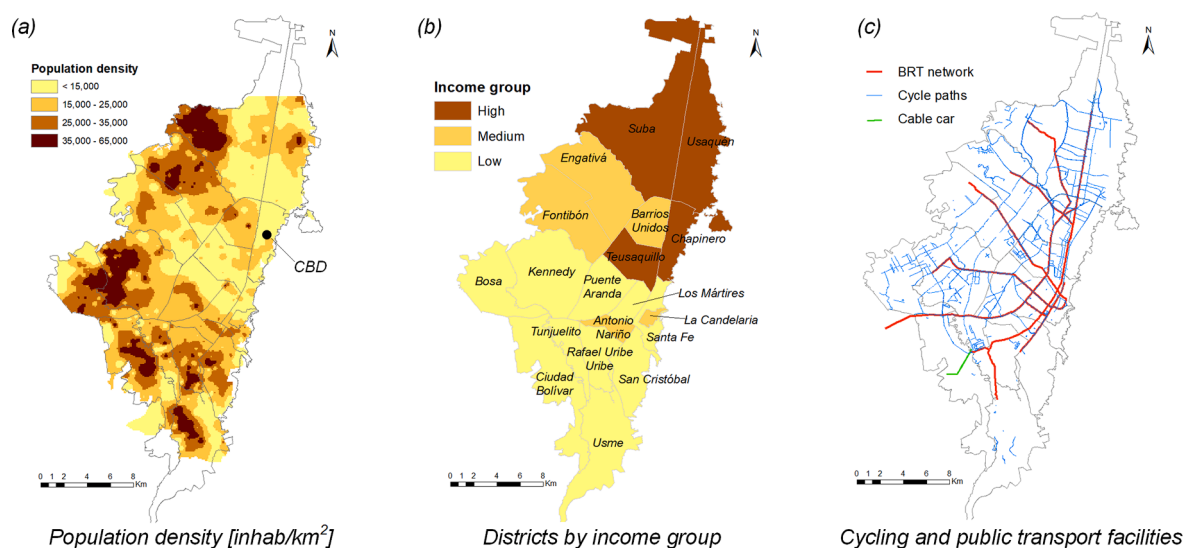 (a)
N
Population density
< 15,000
15,000 - 25,000
25,000 - 35,000
35,000 - 65,000
CBD
0 1 2 4 6 8
Km
Population density [inhab/km²]
(b)
N
Income group
High
Medium
Low
Suba
Usaquén
Engativá
Fontibón
Barrios
Unidos
Chapinero
Teusaquillo
Kennedy
Bosa
Puente
Aranda
Los Mártires
La Candelaria
Antonio
Nariño
Tunjuelito
Santa Fe
Rafael Uribe
Uribe
Ciudad
Bolívar
San Cristóbal
Usme
0 1 2 4 6 8
Km
Districts by income group
(c)
N
BRT network
Cycle paths
Cable car
0 1 2 4 6 8
Km
Cycling and public transport facilities